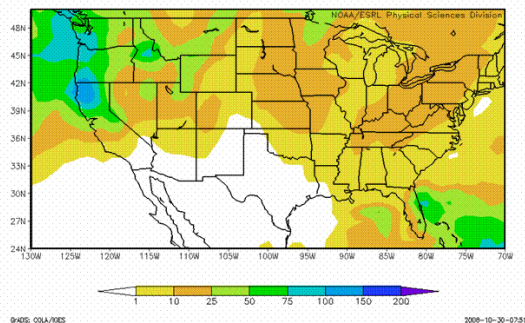 NOAA/ESRL Physical Sciences Division
48N
45N
42N
39N
36N
33N
30N
27N
24N
130W 125W 120W 115W 110W 105W 100W 95W 90W 85W 80W 75W 70W
1 10 25 50 75 100 125 150 200
GrADS: COLA/IGES 2008-10-30-07:51